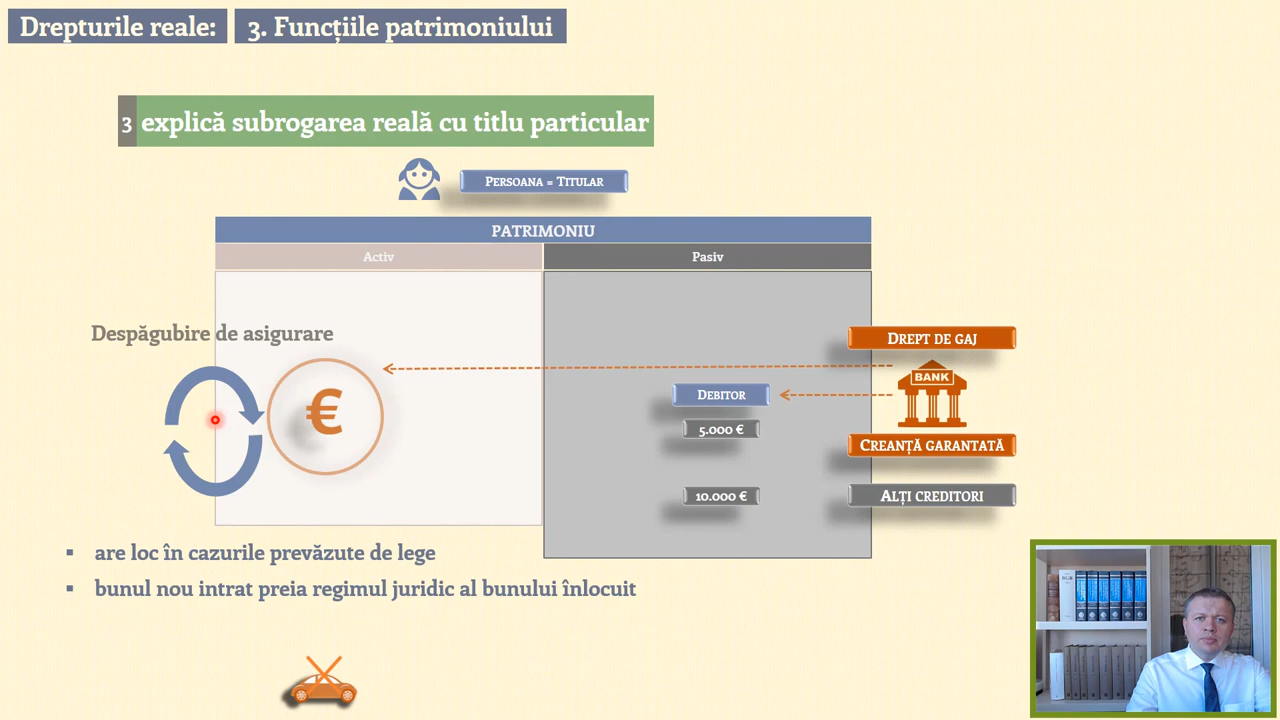 Drepturile reale:
3. Funcțiile patrimoniului
3 explică subrogarea reală cu titlu particular
Persoana = Titular
PATRIMONIU
Activ
Pasiv
Despăgubire de asigurare
€
Drept de gaj
BANK
Debitor
5.000 €
Creanță garantată
10.000 €
Alți creditori
▪ are loc în cazurile prevăzute de lege
▪ bunul nou intrat preia regimul juridic al bunului înlocuit